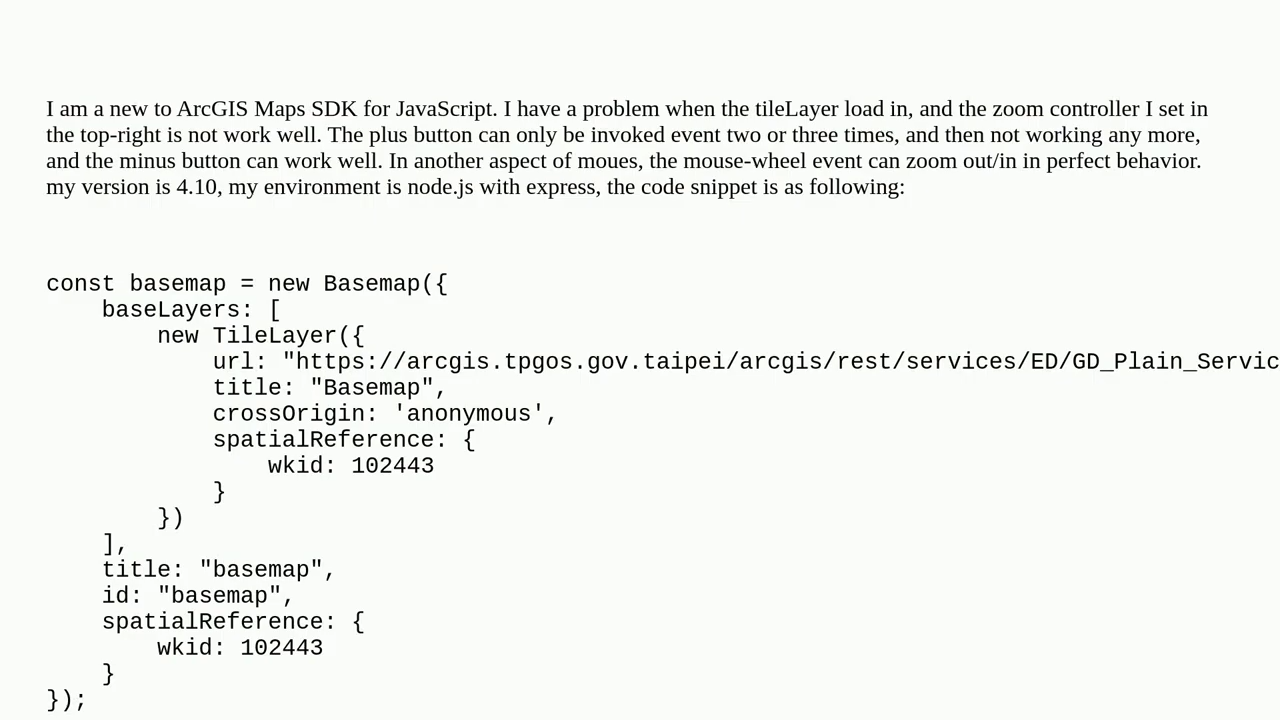 I am a new to ArcGIS Maps SDK for JavaScript. I have a problem when the tileLayer load in, and the zoom controller I set in
the top-right is not work well. The plus button can only be invoked event two or three times, and then not working any more,
and the minus button can work well. In another aspect of moues, the mouse-wheel event can zoom out/in in perfect behavior.
my version is 4.10, my environment is node.js with express, the code snippet is as following:
const basemap = new Basemap({
    baseLayers: [
        new TileLayer({
            url: "https://arcgis.tpgos.gov.taipei/arcgis/rest/services/ED/GD_Plain_Servic
            title: "Basemap",
            crossOrigin: 'anonymous',
            spatialReference: {
                wkid: 102443
            }
        })
    ],
    title: "basemap",
    id: "basemap",
    spatialReference: {
        wkid: 102443
    }
});